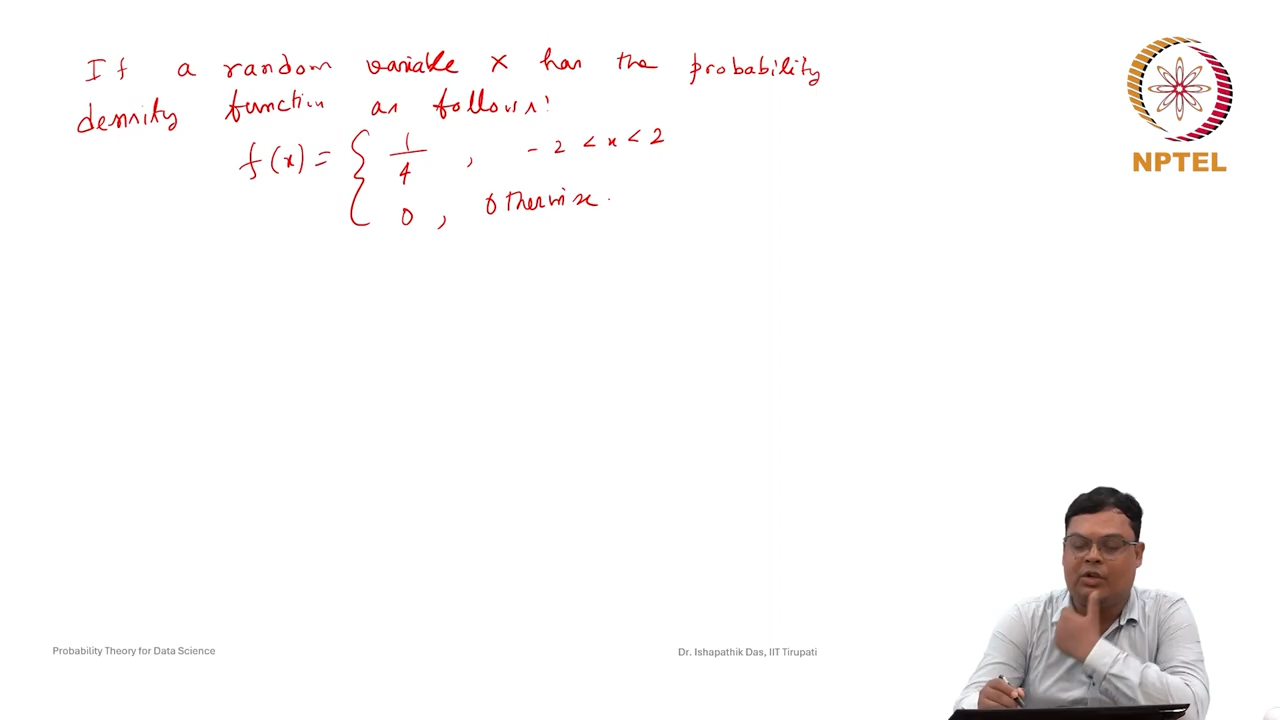 If a random variable X has the probability
density function as follows:
f(x) = { 1/4 , -2 < x < 2
0 , otherwise.
NPTEL
Probability Theory for Data Science
Dr. Ishapathik Das, IIT Tirupati